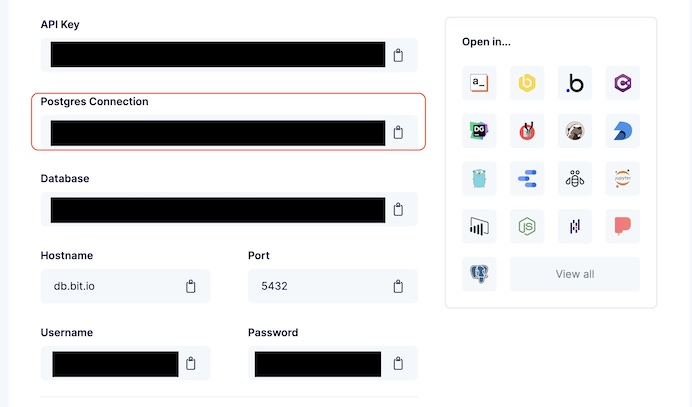 API Key
Open in...
a_
b
.b
C
DG
Postgres Connection
Database
jupyter
JS
Hostname
Port
db.bit.io
5432
View all
Username
Password